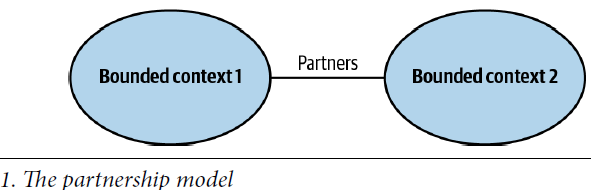 Partners
Bounded context 1
Bounded context 2
1. The partnership model